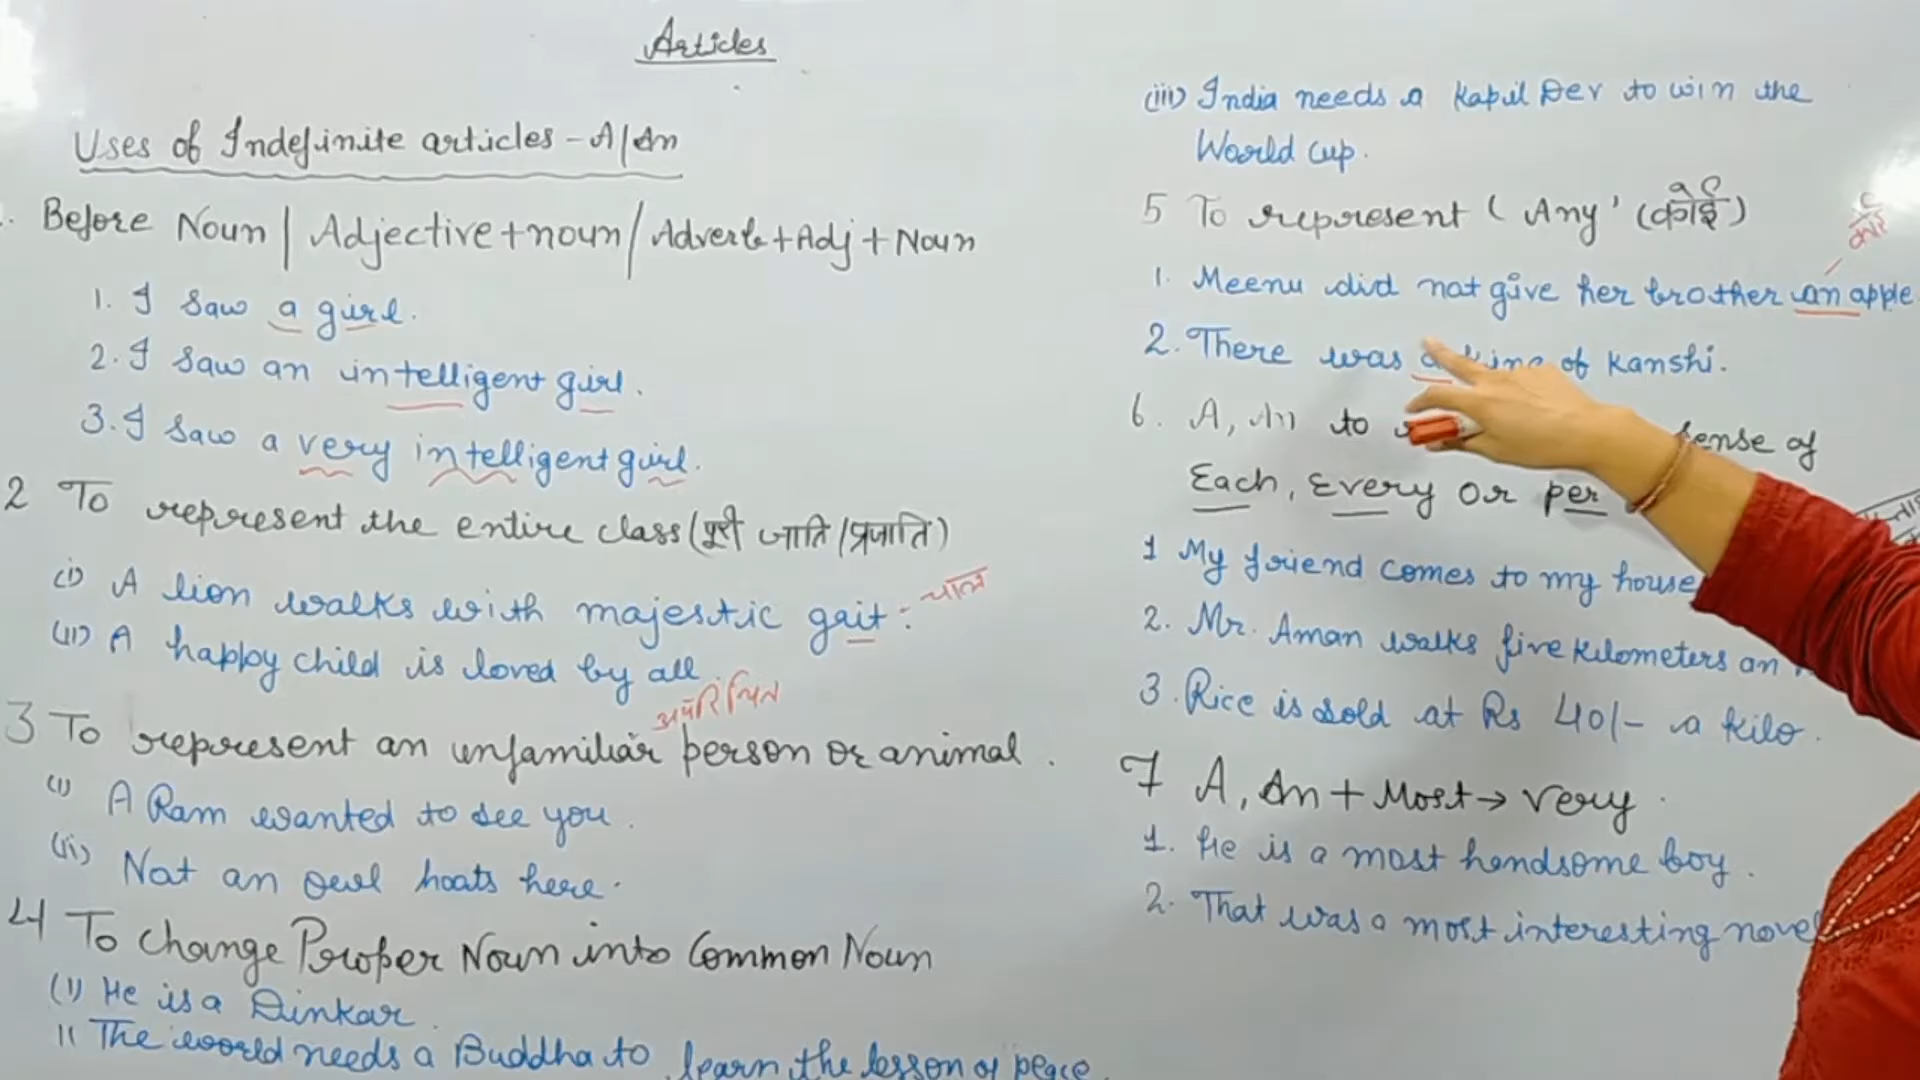 Articles
Uses of Indefinite articles - A/An
Before Noun | Adjective+noun/ Adverb+Adj+Noun
1. I saw a girl.
2. I saw an intelligent girl.
3. I saw a very intelligent girl.
2 To represent the entire class (पूरी जाति/प्रजाति)
(i) A lion walks with majestic gait. चाल
(ii) A happy child is loved by all.
अपरिचित
3 To represent an unfamiliar person or animal.
(i) A Ram wanted to see you.
(ii) Not an owl hoots here.
4 To change Proper Noun into Common Noun
(i) He is a Dinkar.
ii The world needs a Buddha to learn the lesson of peace.
(iii) India needs a Kapil Dev to win the
World Cup.
5 To represent 'Any' (कोई)
कोई
1. Meenu did not give her brother an apple
2. There was a king of Kanshi.
6. A, An to sense of
Each, Every or per
1 My friend comes to my house
2. Mr. Aman walks five kilometers an
3. Rice is sold at Rs 40/- a kilo.
7 A, An + Most → very.
1. He is a most handsome boy.
2. That was a most interesting novel